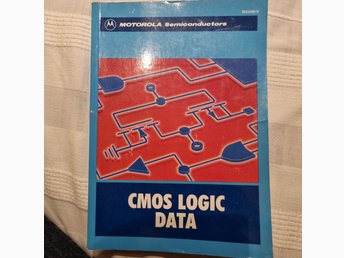 MOTOROLA Semiconductors
CMOS LOGIC
DATA